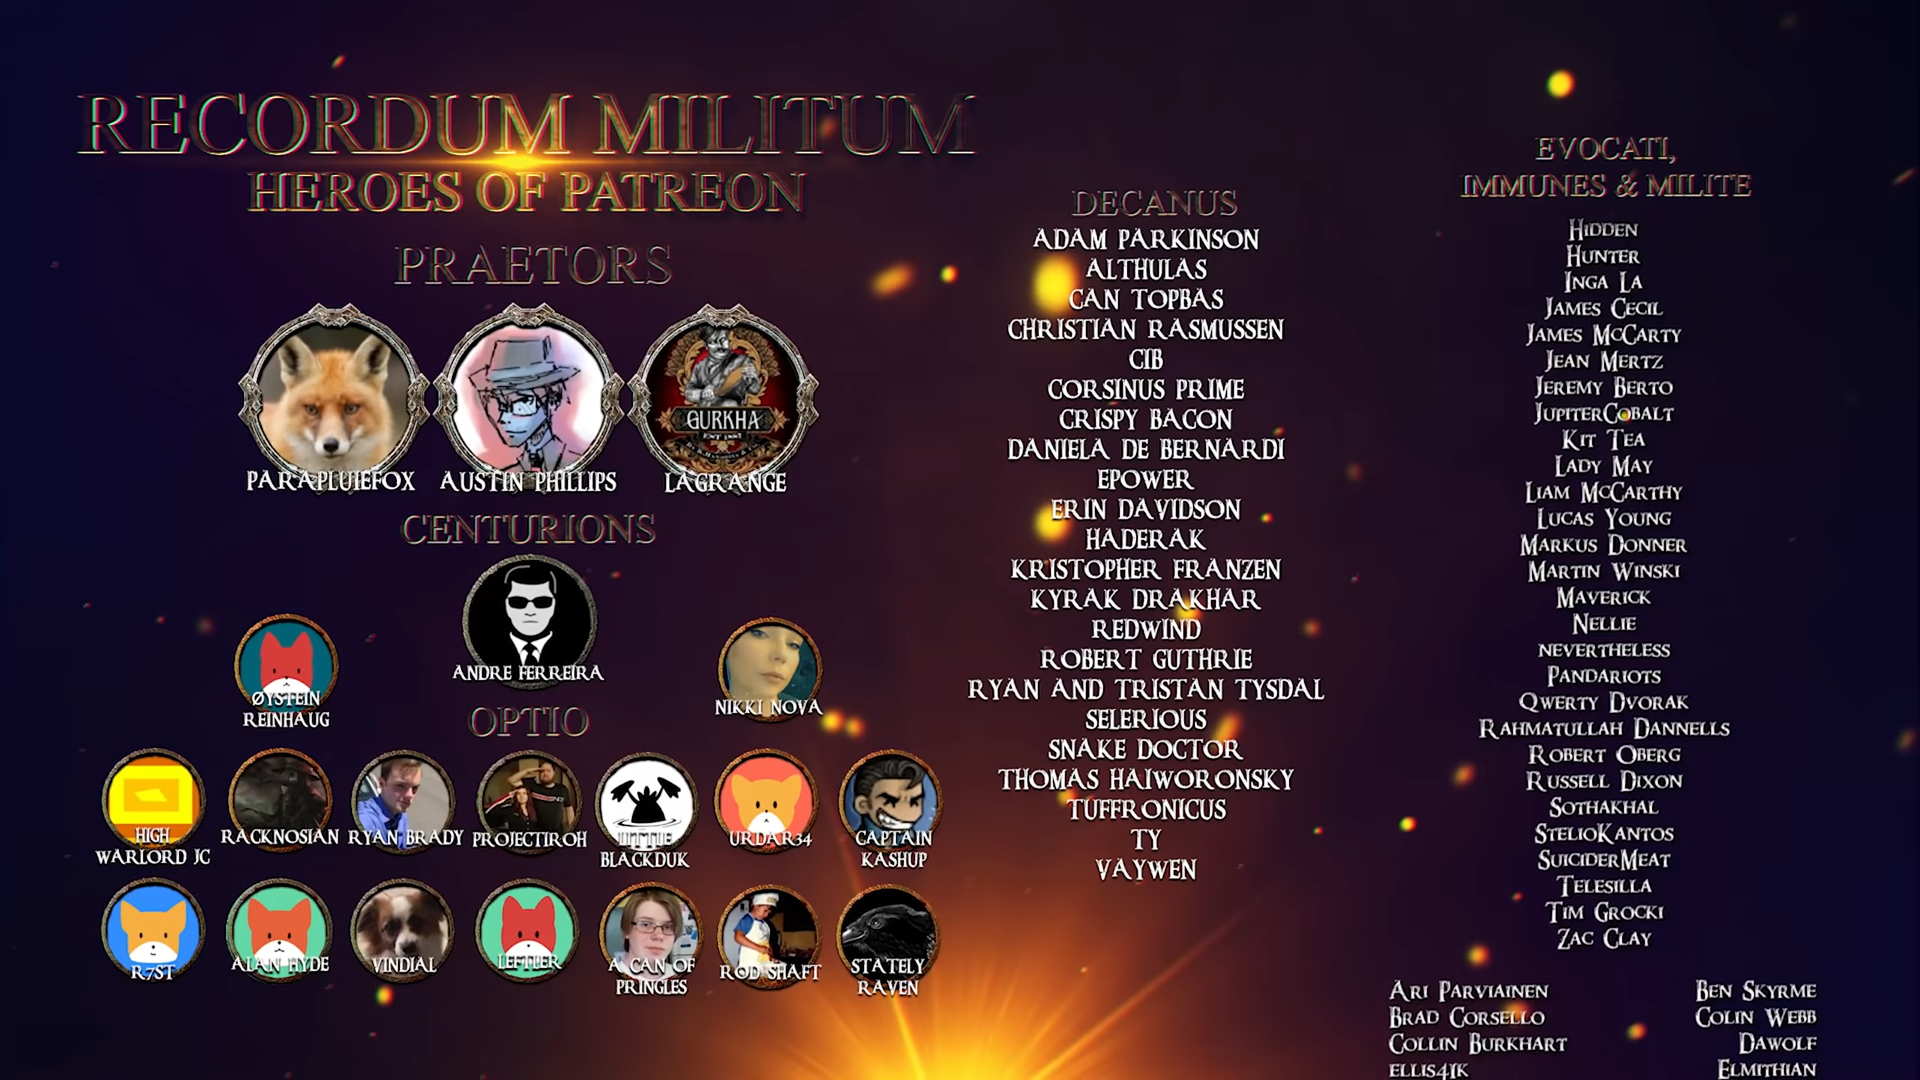 RECORDUM MILITUM
HEROES OF PATREON
PRAETORS
GURKHA
PARAPLUIEFOX
AUSTIN PHILLIPS
LAGRANGE
CENTURIONS
ANDRE FERREIRA
ØYSTEIN
REINHAUG
NIKKI NOVA
OPTIO
HIGH
WARLORD JC
RACKNOSIAN
RYAN BRADY
PROJECTIROH
BLACKDUK
URDAR34
CAPTAIN
KASHUP
R7ST
ALAN HYDE
VINDIAL
LEFTIER
A CAN OF
PRINGLES
ROD SHAFT
STATELY
RAVEN
DECANUS
ADAM PARKINSON
ALTHULAS
CAN TOPBAS
CHRISTIAN RASMUSSEN
CIB
CORSINUS PRIME
CRISPY BACON
DANIELA DE BERNARDI
EPOWER
ERIN DAVIDSON
HADERAK
KRISTOPHER FRANZEN
KYRAK DRAKHAR
REDWIND
ROBERT GUTHRIE
RYAN AND TRISTAN TYSDAL
SELERIOUS
SNAKE DOCTOR
THOMAS HAIWORONSKY
TUFFRONICUS
TY
VAYWEN
EVOCATI,
IMMUNES & MILITE
HIDDEN
HUNTER
INGA LA
JAMES CECIL
JAMES MCCARTY
JEAN MERTZ
JEREMY BERTO
JUPITERCOBALT
KIT TEA
LADY MAY
LIAM MCCARTHY
LUCAS YOUNG
MARKUS DONNER
MARTIN WINSKI
MAVERICK
NELLIE
NEVERTHELESS
PANDARIOTS
QWERTY DVORAK
RAHMATULLAH DANNELLS
ROBERT OBERG
RUSSELL DIXON
SOTHAKHAL
STELIOKANTOS
SUICIDERMEAT
TELESILLA
TIM GROCKI
ZAC CLAY
ARI PARVIAINEN
BRAD CORSELLO
COLLIN BURKHART
ELLIS41K
BEN SKYRME
COLIN WEBB
DAWOLF
ELMITHIAN